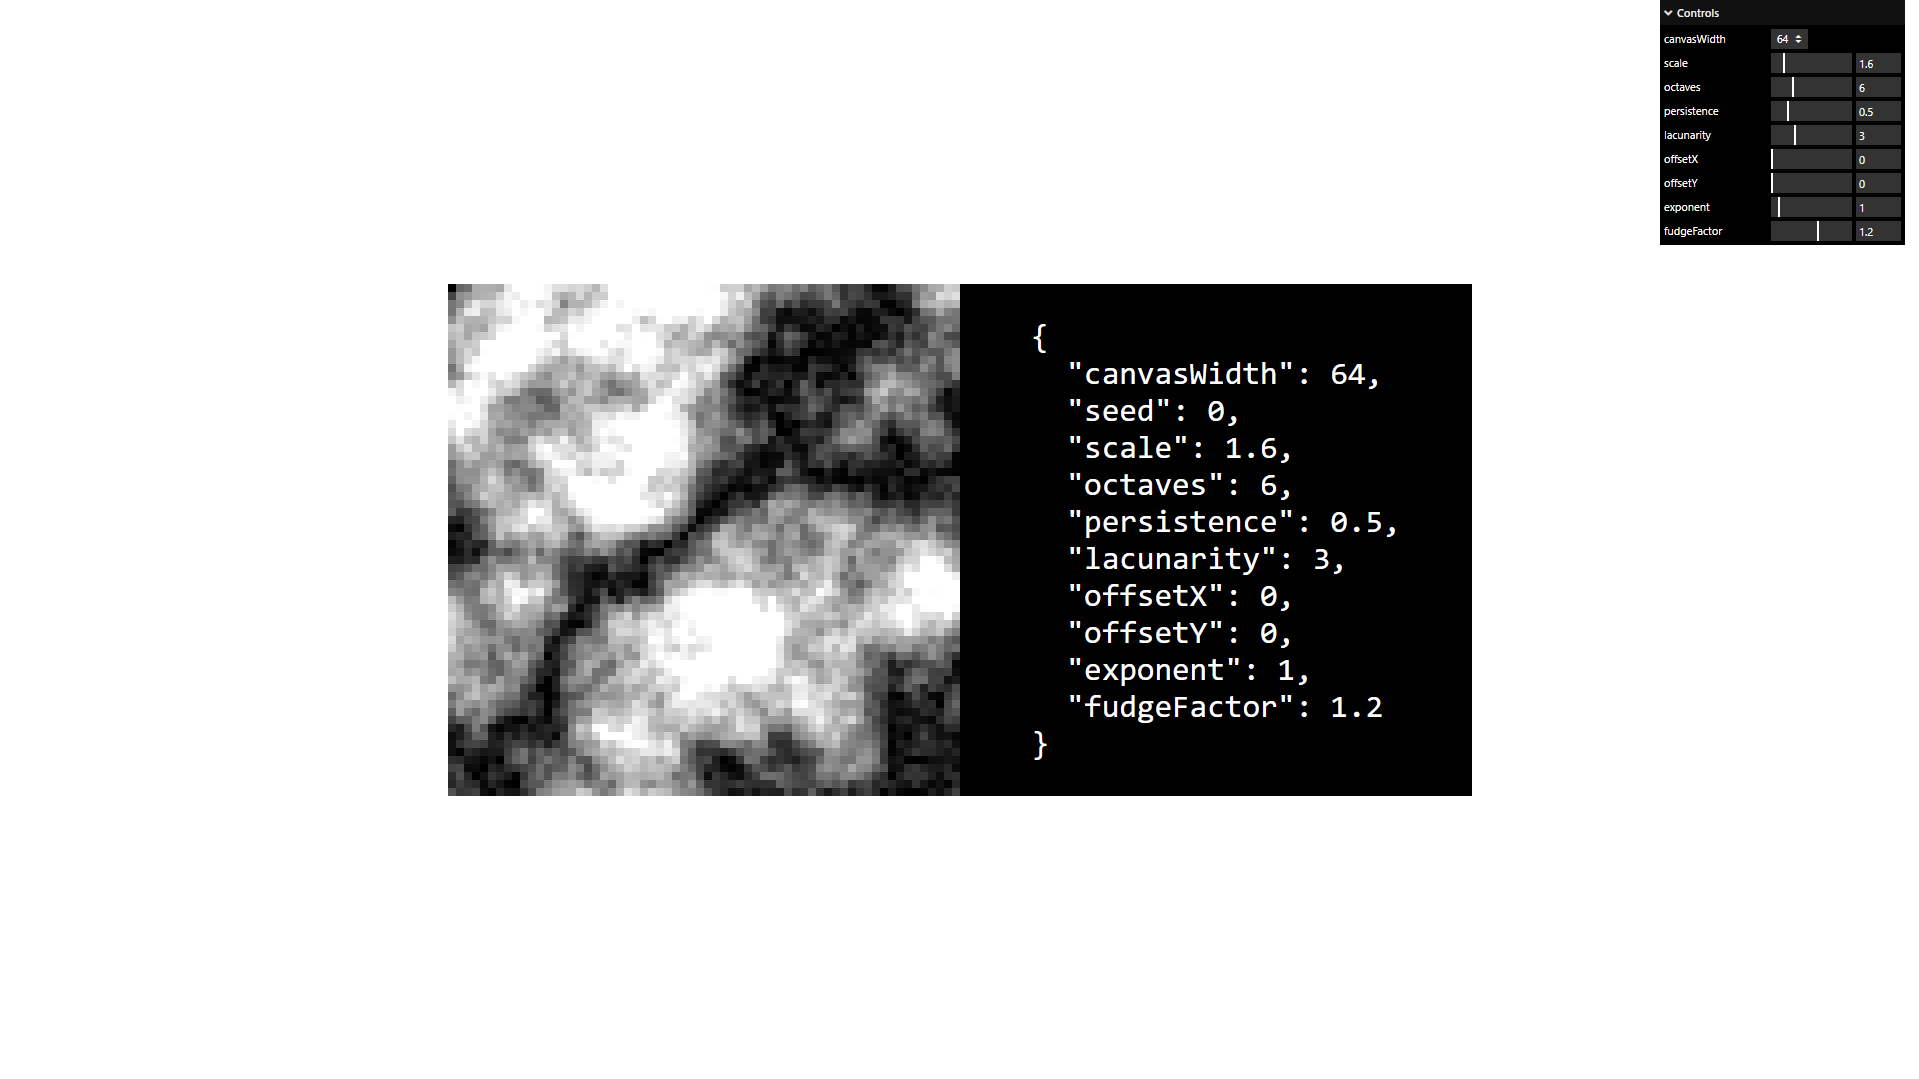 Controls
canvasWidth 64
scale 1.6
octaves 6
persistence 0.5
lacunarity 3
offsetX 0
offsetY 0
exponent 1
fudgeFactor 1.2
{
"canvasWidth": 64,
"seed": 0,
"scale": 1.6,
"octaves": 6,
"persistence": 0.5,
"lacunarity": 3,
"offsetX": 0,
"offsetY": 0,
"exponent": 1,
"fudgeFactor": 1.2
}